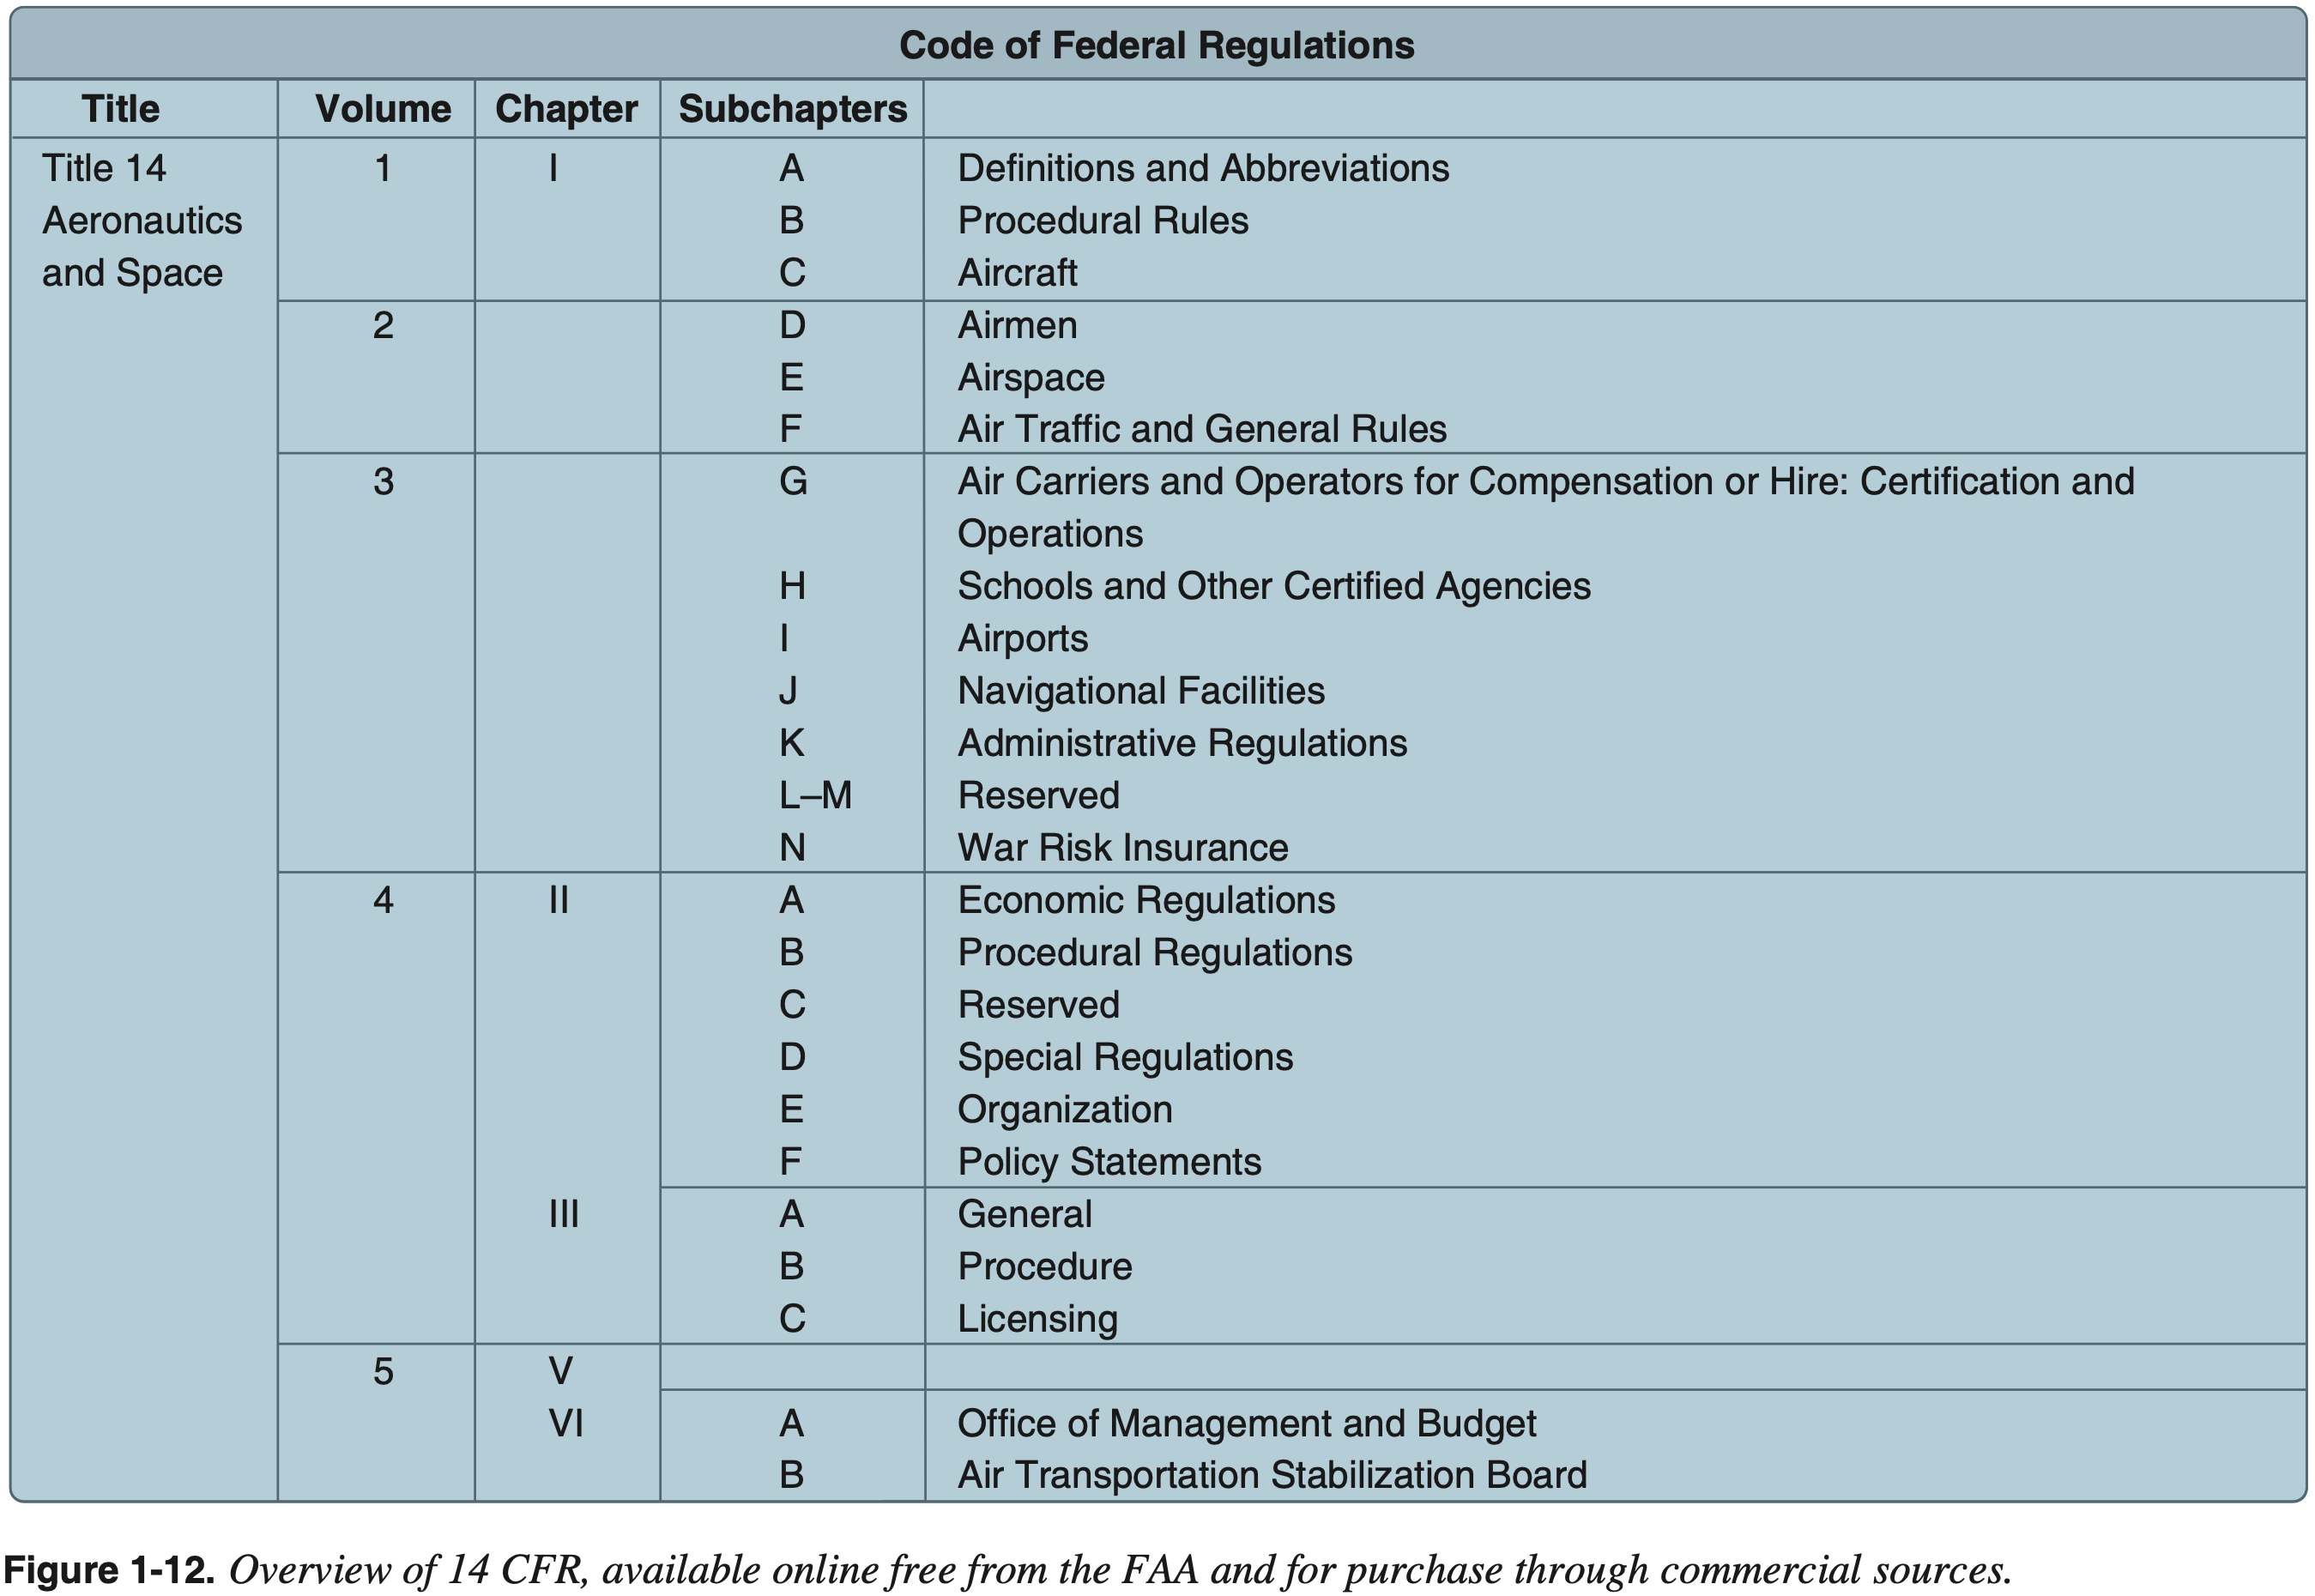 Code of Federal Regulations
Title Volume Chapter Subchapters
Title 14 1 I A Definitions and Abbreviations
Aeronautics B Procedural Rules
and Space C Aircraft
2 D Airmen
E Airspace
F Air Traffic and General Rules
3 G Air Carriers and Operators for Compensation or Hire: Certification and
Operations
H Schools and Other Certified Agencies
I Airports
J Navigational Facilities
K Administrative Regulations
L–M Reserved
N War Risk Insurance
4 II A Economic Regulations
B Procedural Regulations
C Reserved
D Special Regulations
E Organization
F Policy Statements
III A General
B Procedure
C Licensing
5 V
VI A Office of Management and Budget
B Air Transportation Stabilization Board
Figure 1-12. Overview of 14 CFR, available online free from the FAA and for purchase through commercial sources.